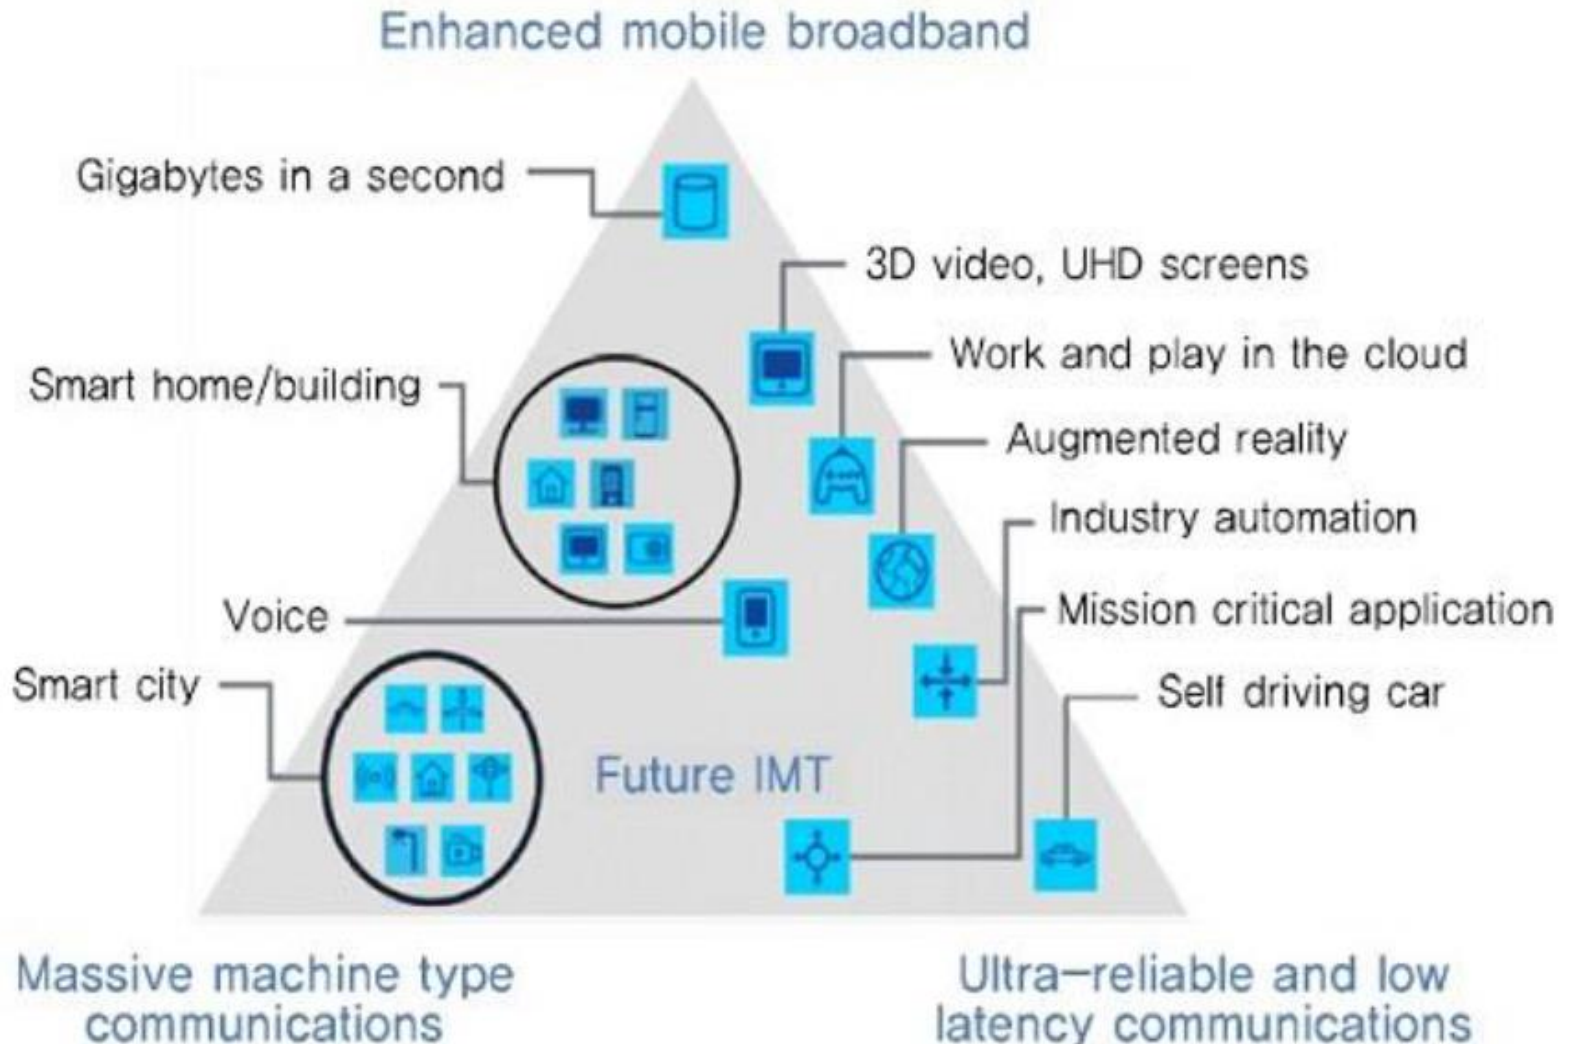 Enhanced mobile broadband
Gigabytes in a second
3D video, UHD screens
Work and play in the cloud
Smart home/building
Augmented reality
Industry automation
Voice
Mission critical application
Smart city
Self driving car
Future IMT
Massive machine type
communications
Ultra-reliable and low
latency communications